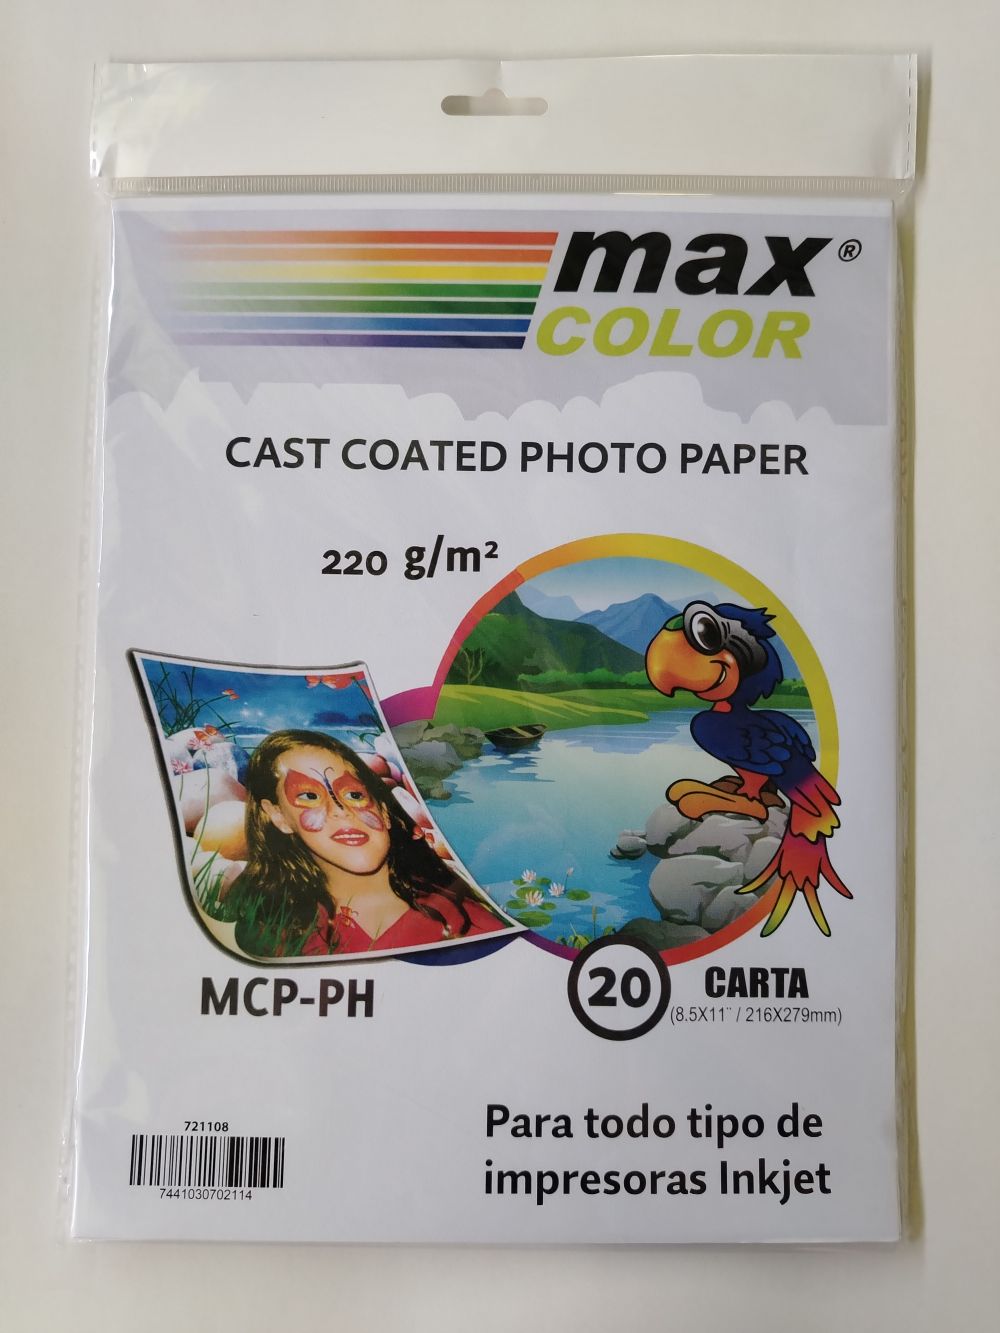 max®
COLOR
CAST COATED PHOTO PAPER
220 g/m²
MCP-PH
20
CARTA
(8.5X11¨ / 216X279mm)
Para todo tipo de
impresoras Inkjet
721108
7441030702114